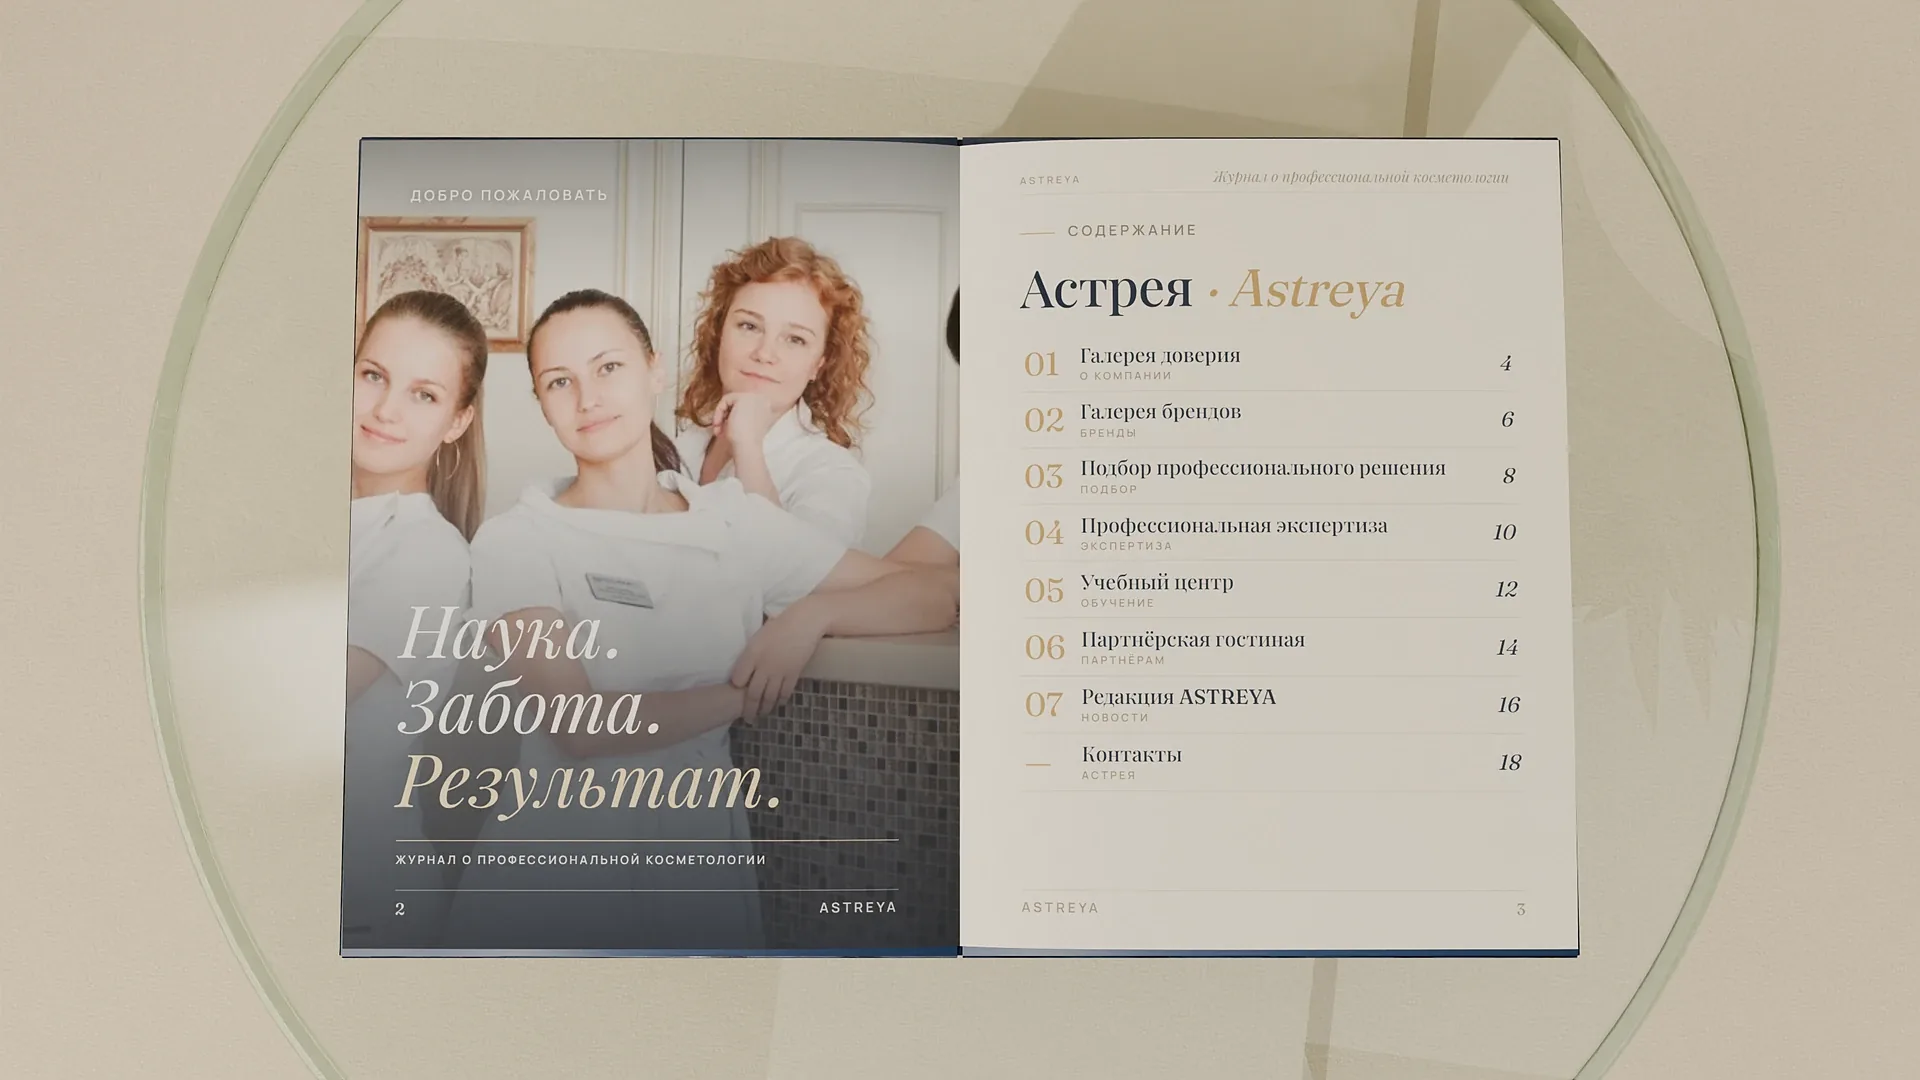 ДОБРО ПОЖАЛОВАТЬ
Наука.
Забота.
Результат.
ЖУРНАЛ О ПРОФЕССИОНАЛЬНОЙ КОСМЕТОЛОГИИ
2
ASTREYA
ASTREYA
Журнал о профессиональной косметологии
СОДЕРЖАНИЕ
Астрея · Astreya
01 Галерея доверия 4
О КОМПАНИИ
02 Галерея брендов 6
БРЕНДЫ
03 Подбор профессионального решения 8
ПОДБОР
04 Профессиональная экспертиза 10
ЭКСПЕРТИЗА
05 Учебный центр 12
ОБУЧЕНИЕ
06 Партнёрская гостиная 14
ПАРТНЁРАМ
07 Редакция ASTREYA 16
НОВОСТИ
— Контакты 18
АСТРЕЯ
ASTREYA
3